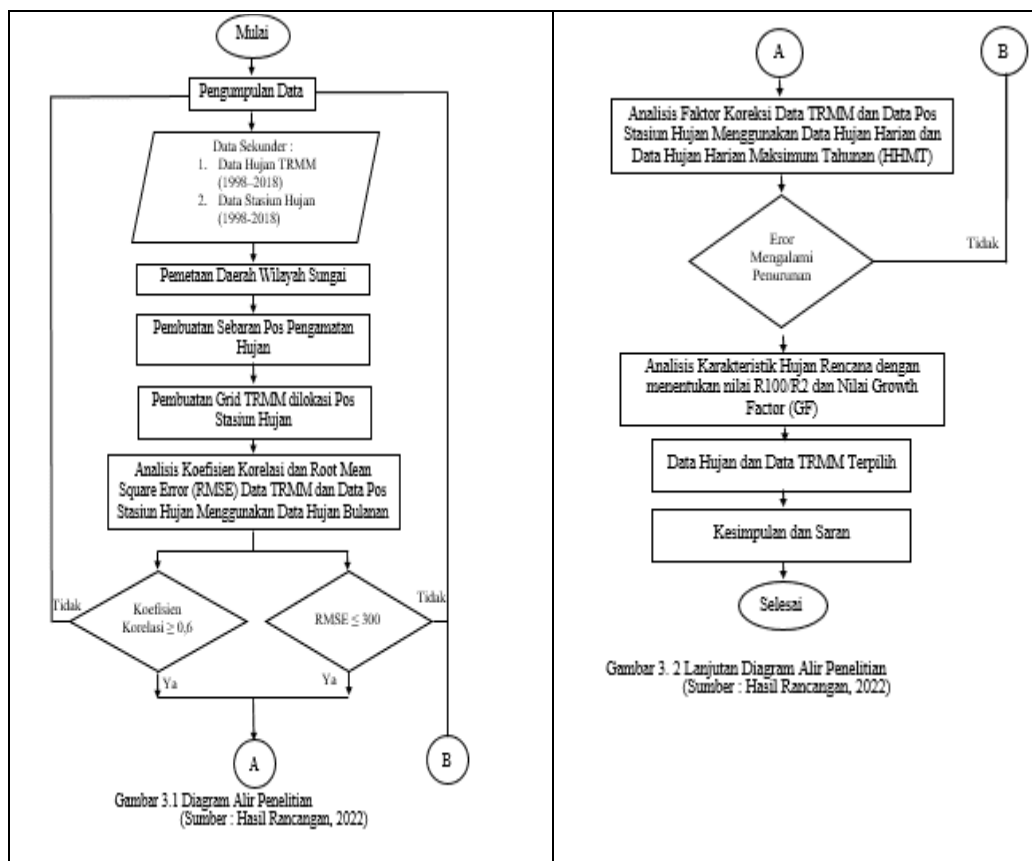 Mulai
Pengumpulan Data
Data Sekunder :
1. Data Hujan TRMM
(1998–2018)
2. Data Stasiun Hujan
(1998-2018)
Pemetaan Daerah Wilayah Sungai
Pembuatan Sebaran Pos Pengamatan
Hujan
Pembuatan Grid TRMM dilokasi Pos
Stasiun Hujan
Analisis Koefisien Korelasi dan Root Mean
Square Error (RMSE) Data TRMM dan Data Pos
Stasiun Hujan Menggunakan Data Hujan Bulanan
Tidak
Koefisien
Korelasi ≥ 0,6
RMSE ≤ 300
Tidak
Ya
Ya
A
B
Gambar 3.1 Diagram Alir Penelitian
(Sumber : Hasil Rancangan, 2022)
A
B
Analisis Faktor Koreksi Data TRMM dan Data Pos
Stasiun Hujan Menggunakan Data Hujan Harian dan
Data Hujan Harian Maksimum Tahunan (HHMT)
Eror
Mengalami
Penurunan
Tidak
Analisis Karakteristik Hujan Rencana dengan
menentukan nilai R100/R2 dan Nilai Growth
Factor (GF)
Data Hujan dan Data TRMM Terpilih
Kesimpulan dan Saran
Selesai
Gambar 3. 2 Lanjutan Diagram Alir Penelitian
(Sumber : Hasil Rancangan, 2022)